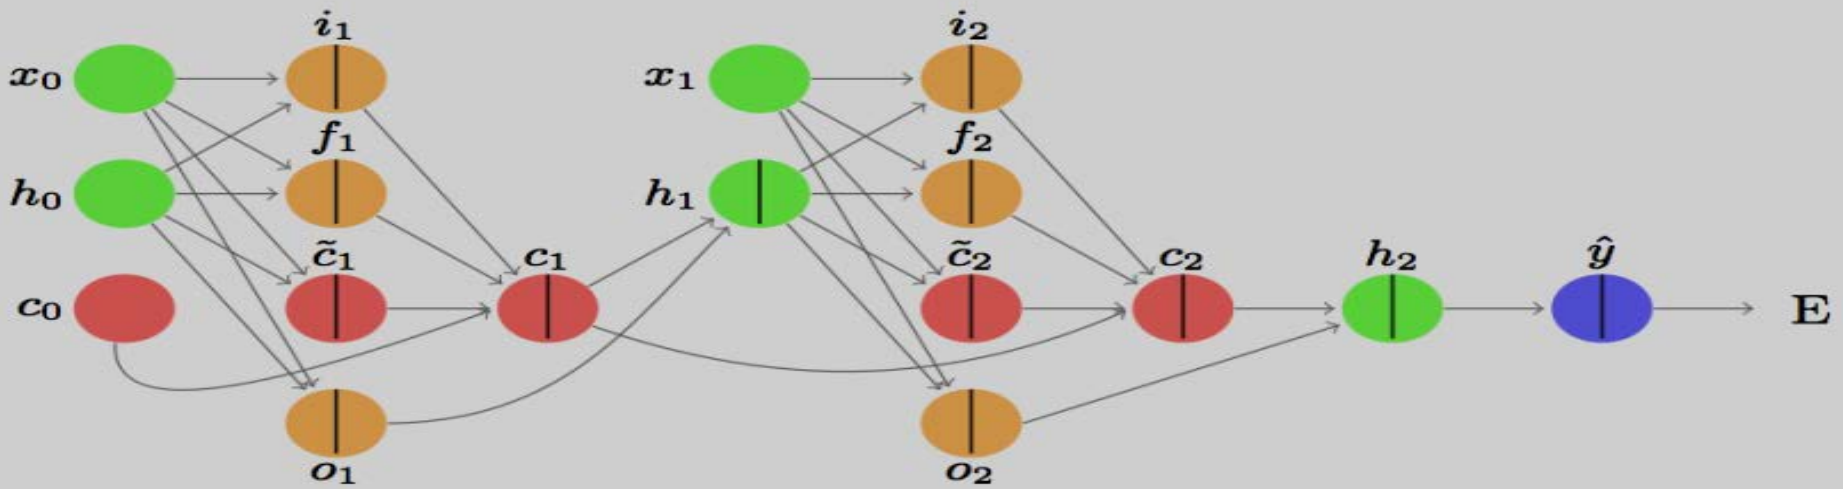 i₁ i₂
x₀ x₁
f₁ f₂
h₀ h₁
c̃₁ c₁ c̃₂ c₂ h₂ ŷ
c₀ E
o₁ o₂